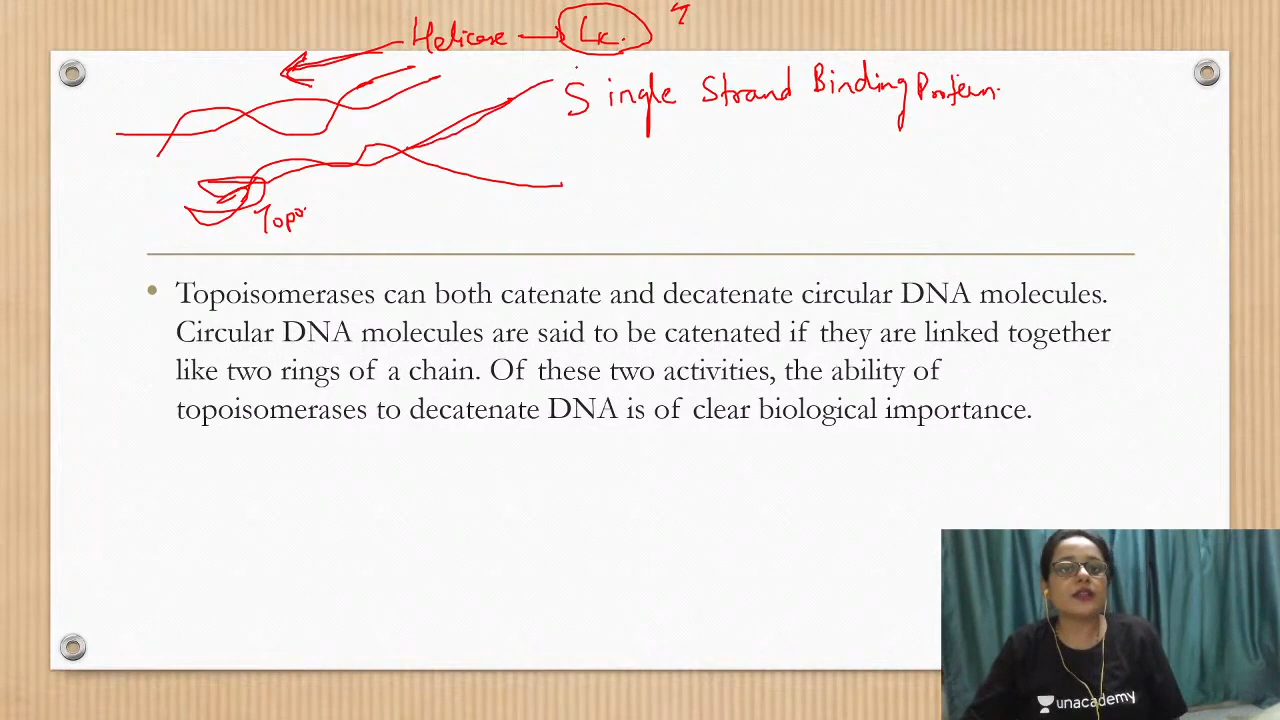 Helicase → Lk.
Single Strand Binding Protein.
Topo.
• Topoisomerases can both catenate and decatenate circular DNA molecules.
Circular DNA molecules are said to be catenated if they are linked together
like two rings of a chain. Of these two activities, the ability of
topoisomerases to decatenate DNA is of clear biological importance.
unacademy